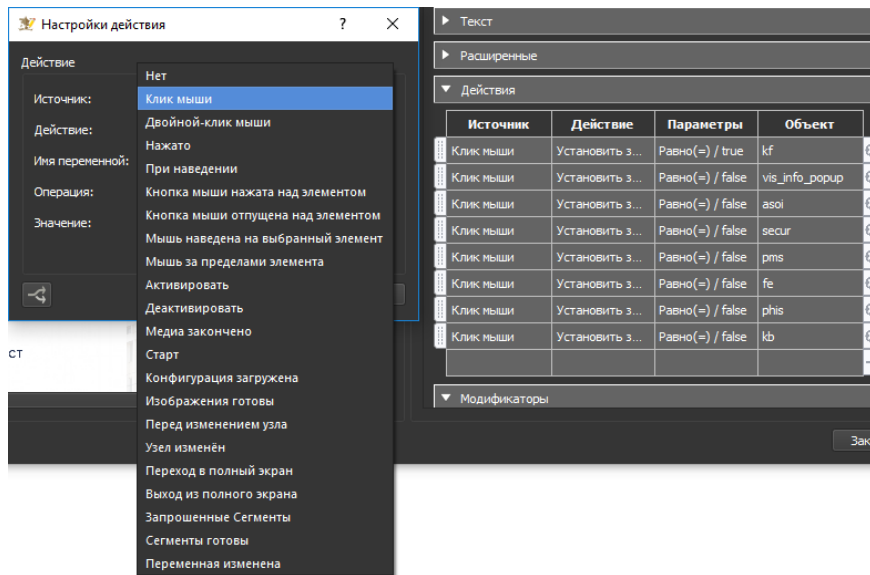 Настройки действия ? ×
Действие
Источник:
Действие:
Имя переменной:
Операция:
Значение:
Нет
Клик мыши
Двойной-клик мыши
Нажато
При наведении
Кнопка мыши нажата над элементом
Кнопка мыши отпущена над элементом
Мышь наведена на выбранный элемент
Мышь за пределами элемента
Активировать
Деактивировать
Медиа закончено
Старт
Конфигурация загружена
Изображения готовы
Перед изменением узла
Узел изменён
Переход в полный экран
Выход из полного экрана
Запрошенные Сегменты
Сегменты готовы
Переменная изменена
ст
Текст
Расширенные
Действия
Источник Действие Параметры Объект
Клик мыши Установить з... Равно(=) / true kf
Клик мыши Установить з... Равно(=) / false vis_info_popup
Клик мыши Установить з... Равно(=) / false asoi
Клик мыши Установить з... Равно(=) / false secur
Клик мыши Установить з... Равно(=) / false pms
Клик мыши Установить з... Равно(=) / false fe
Клик мыши Установить з... Равно(=) / false phis
Клик мыши Установить з... Равно(=) / false kb
Модификаторы
Зак